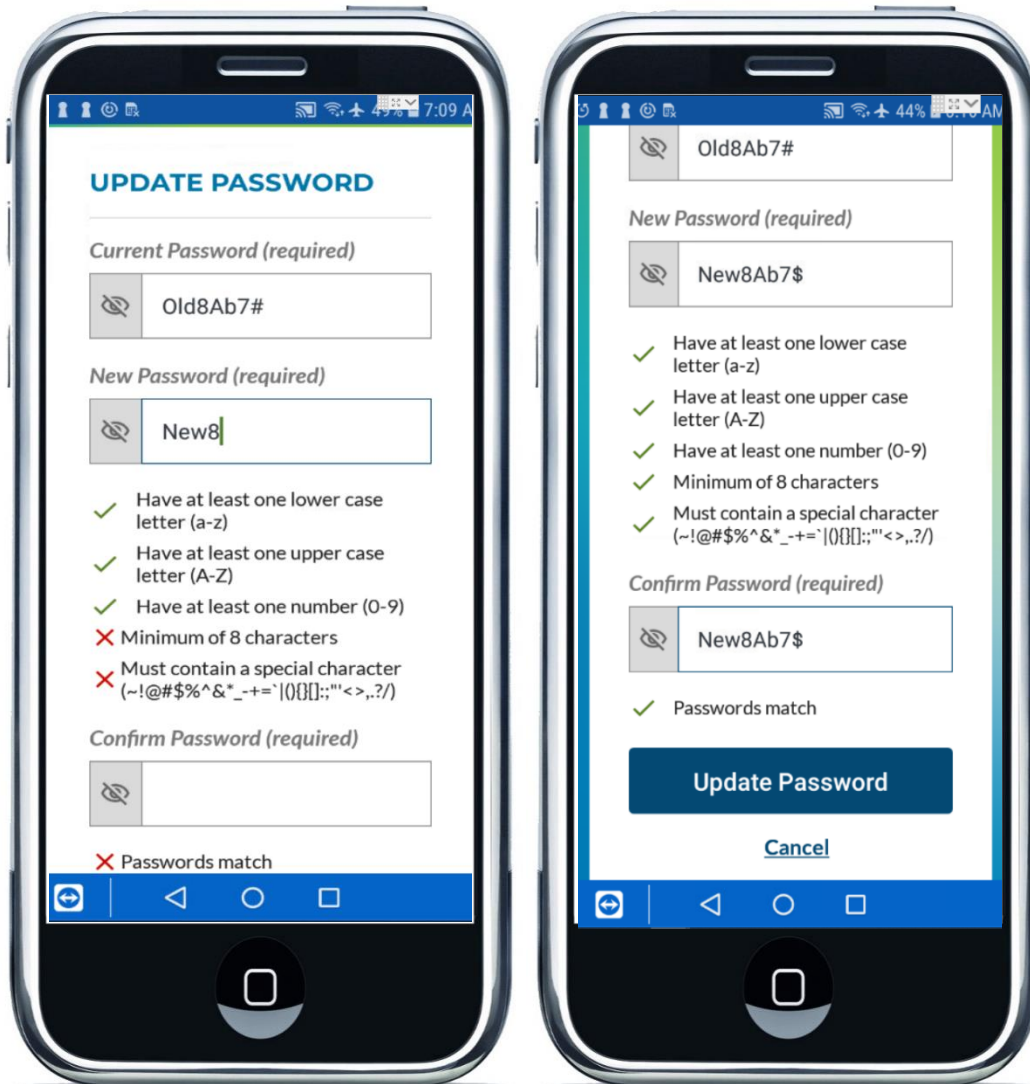 49% 7:09 A
UPDATE PASSWORD
Current Password (required)
Old8Ab7#
New Password (required)
New8
Have at least one lower case
letter (a-z)
Have at least one upper case
letter (A-Z)
Have at least one number (0-9)
Minimum of 8 characters
Must contain a special character
(~!@#$%^&*_-+=`|(){}[]:;"'<>,.?/)
Confirm Password (required)
Passwords match
44% AM
Old8Ab7#
New Password (required)
New8Ab7$
Have at least one lower case
letter (a-z)
Have at least one upper case
letter (A-Z)
Have at least one number (0-9)
Minimum of 8 characters
Must contain a special character
(~!@#$%^&*_-+=`|(){}[]:;"'<>,.?/)
Confirm Password (required)
New8Ab7$
Passwords match
Update Password
Cancel